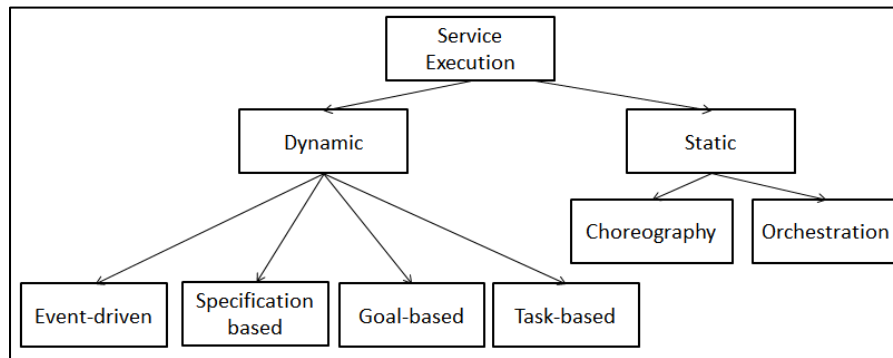 Service
Execution
Dynamic
Static
Choreography
Orchestration
Event-driven
Specification
based
Goal-based
Task-based